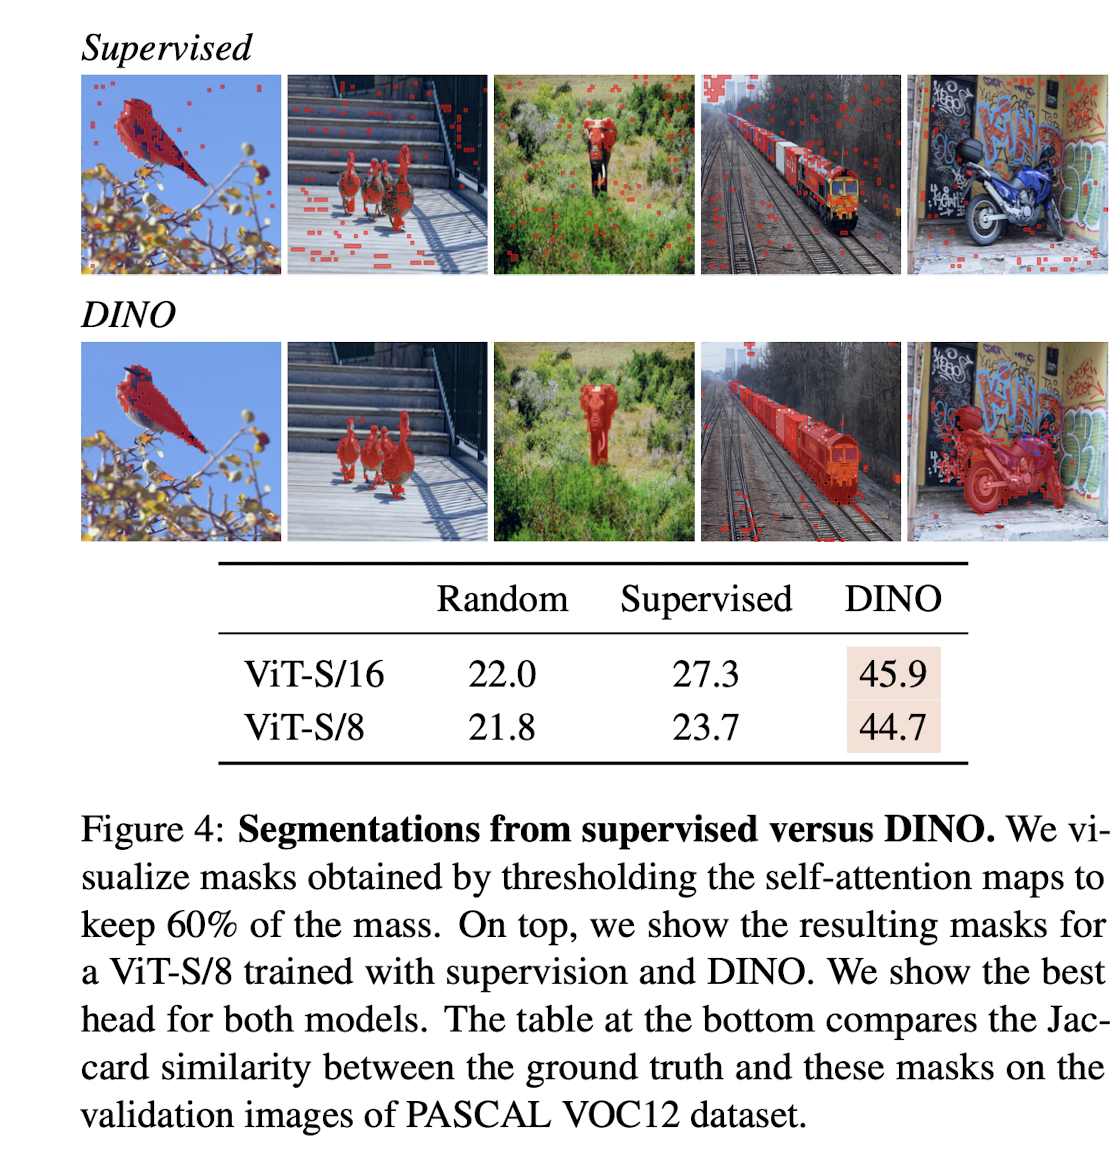 Supervised
DINO
Random Supervised DINO
ViT-S/16 22.0 27.3 45.9
ViT-S/8 21.8 23.7 44.7
Figure 4: Segmentations from supervised versus DINO. We vi-
sualize masks obtained by thresholding the self-attention maps to
keep 60% of the mass. On top, we show the resulting masks for
a ViT-S/8 trained with supervision and DINO. We show the best
head for both models. The table at the bottom compares the Jac-
card similarity between the ground truth and these masks on the
validation images of PASCAL VOC12 dataset.